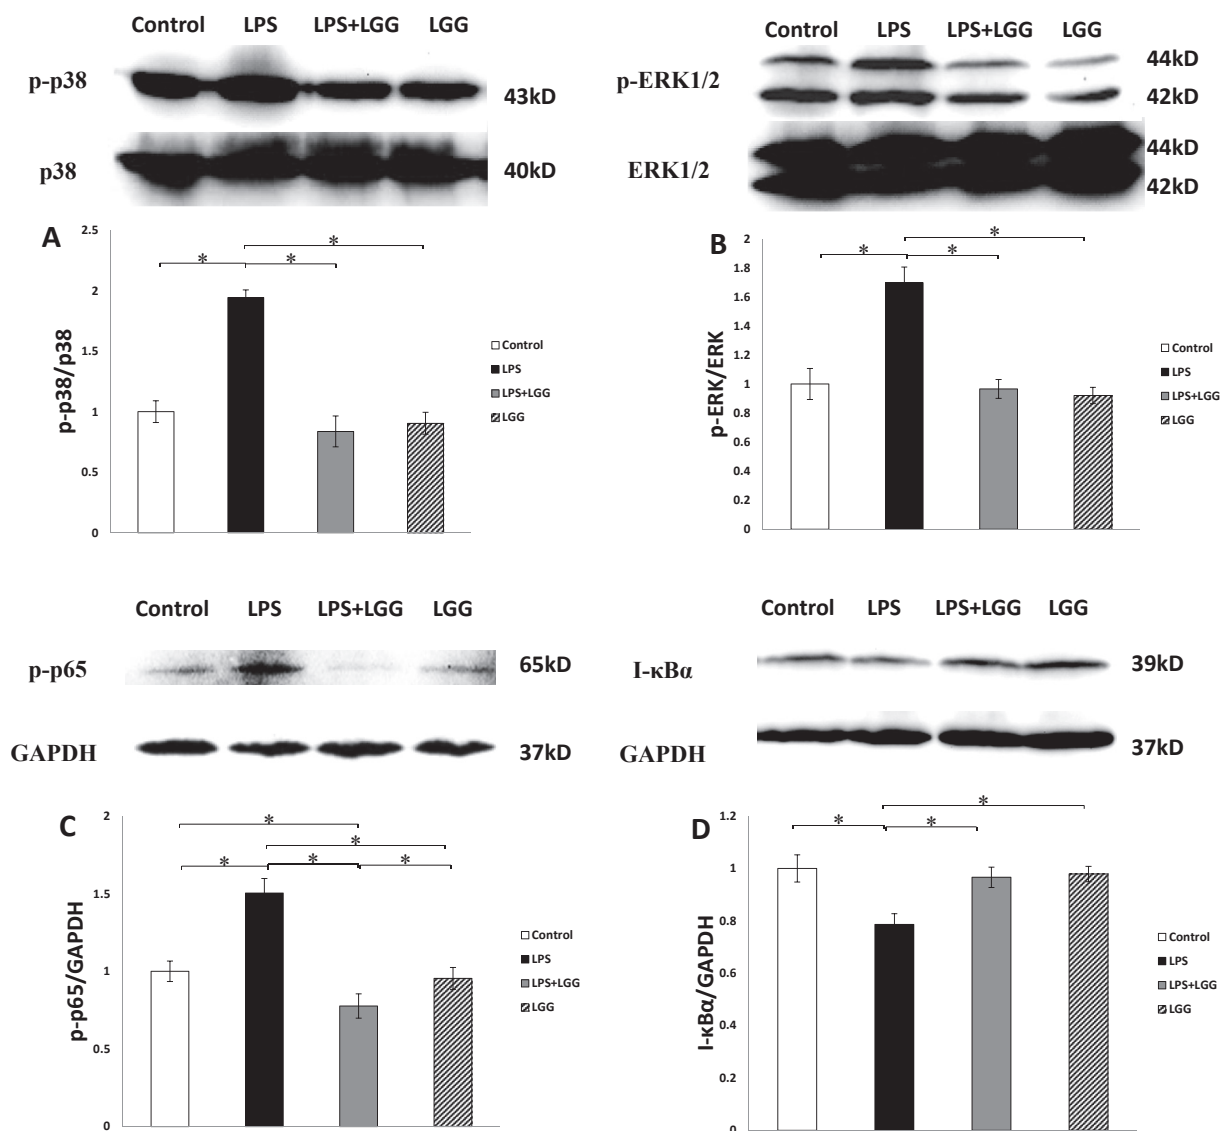 Control LPS LPS+LGG LGG
p-p38
43kD
p38
40kD
A
2.5
2
1.5
1
0.5
0
p-p38/p38
*
*
*
Control
LPS
LPS+LGG
LGG
Control LPS LPS+LGG LGG
p-ERK1/2
44kD
42kD
ERK1/2
44kD
42kD
B
2
1.8
1.6
1.4
1.2
1
0.8
0.6
0.4
0.2
0
p-ERK/ERK
*
*
*
Control
LPS
LPS+LGG
LGG
Control LPS LPS+LGG LGG
p-p65
65kD
GAPDH
37kD
C
2
1.5
1
0.5
0
p-p65/GAPDH
*
*
*
*
*
Control
LPS
LPS+LGG
LGG
Control LPS LPS+LGG LGG
I-κBα
39kD
GAPDH
37kD
D
1.2
1
0.8
0.6
0.4
0.2
0
I-κBα/GAPDH
*
*
*
Control
LPS
LPS+LGG
LGG